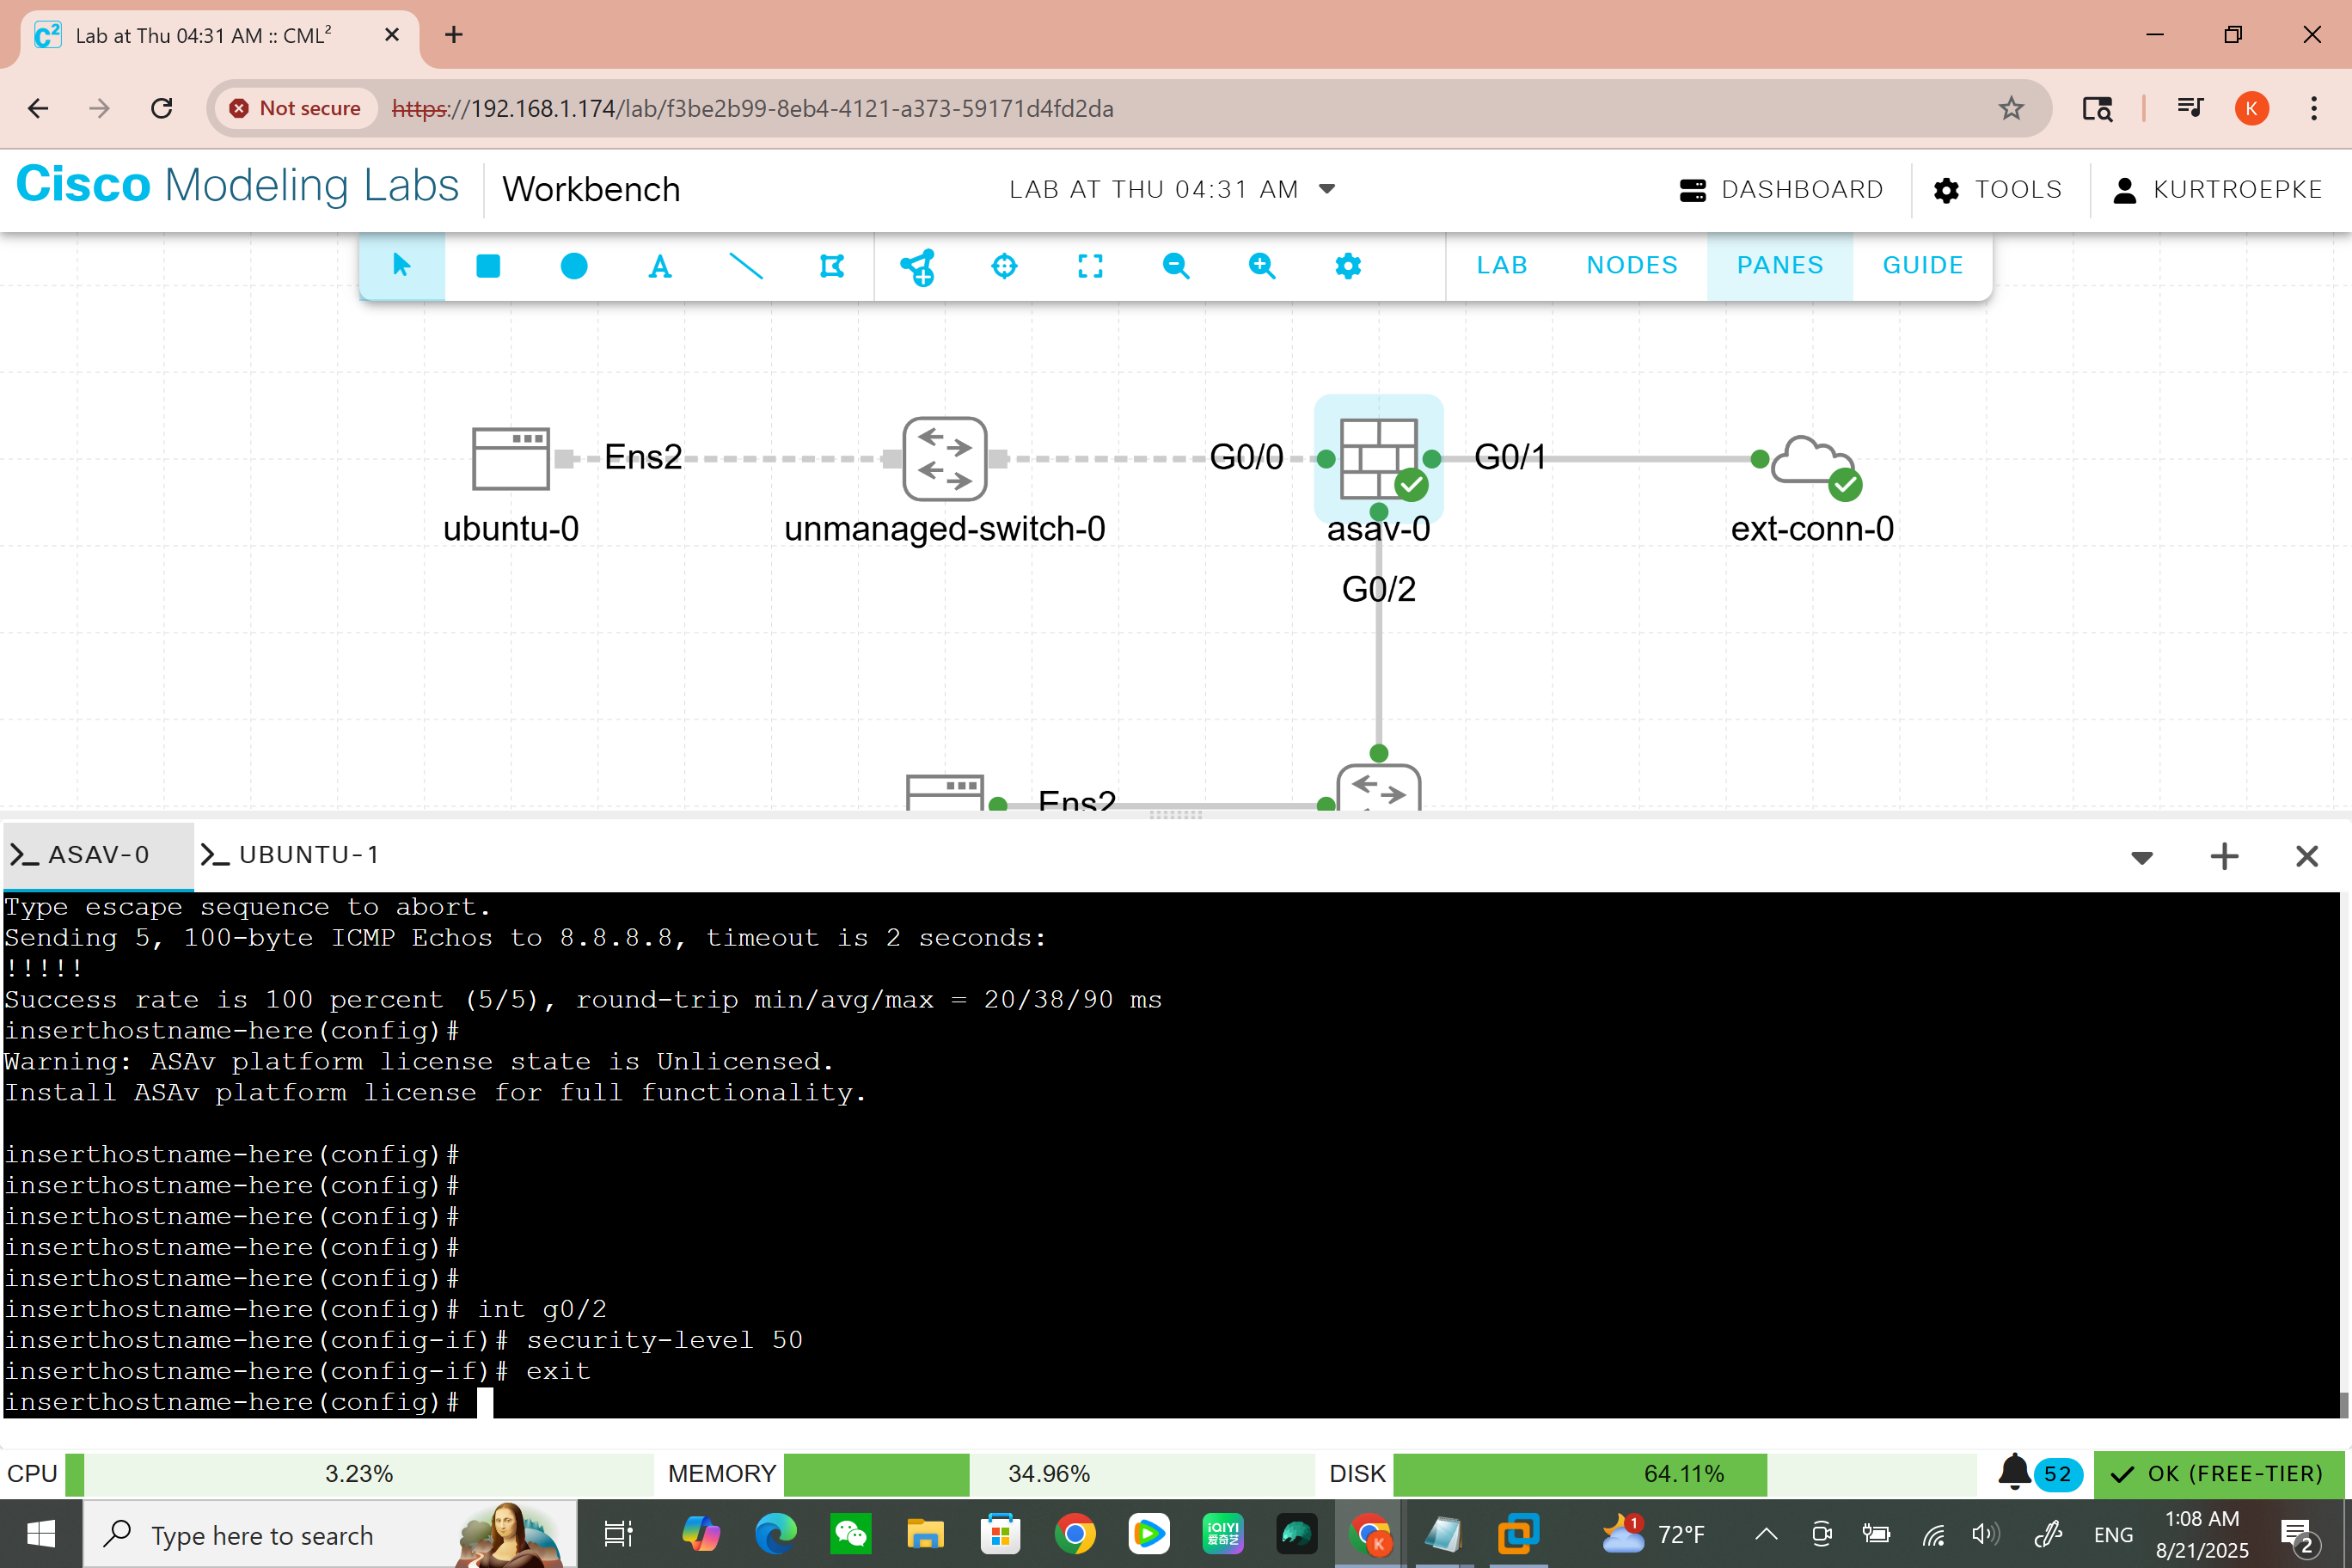 Lab at Thu 04:31 AM :: CML²
Not secure
https://192.168.1.174/lab/f3be2b99-8eb4-4121-a373-59171d4fd2da
K
Cisco Modeling Labs
Workbench
LAB AT THU 04:31 AM
DASHBOARD
TOOLS
KURTROEPKE
LAB
NODES
PANES
GUIDE
Ens2
G0/0
G0/1
ubuntu-0
unmanaged-switch-0
asav-0
ext-conn-0
G0/2
Ens2
ASAV-0
UBUNTU-1
Type escape sequence to abort.
Sending 5, 100-byte ICMP Echos to 8.8.8.8, timeout is 2 seconds:
!!!!!
Success rate is 100 percent (5/5), round-trip min/avg/max = 20/38/90 ms
inserthostname-here(config)#
Warning: ASAv platform license state is Unlicensed.
Install ASAv platform license for full functionality.
inserthostname-here(config)#
inserthostname-here(config)#
inserthostname-here(config)#
inserthostname-here(config)#
inserthostname-here(config)#
inserthostname-here(config)# int g0/2
inserthostname-here(config-if)# security-level 50
inserthostname-here(config-if)# exit
inserthostname-here(config)#
CPU 3.23%
MEMORY 34.96%
DISK 64.11%
52
OK (FREE-TIER)
Type here to search
iQIYI
爱奇艺
K
1
72°F
ENG
1:08 AM
8/21/2025
2